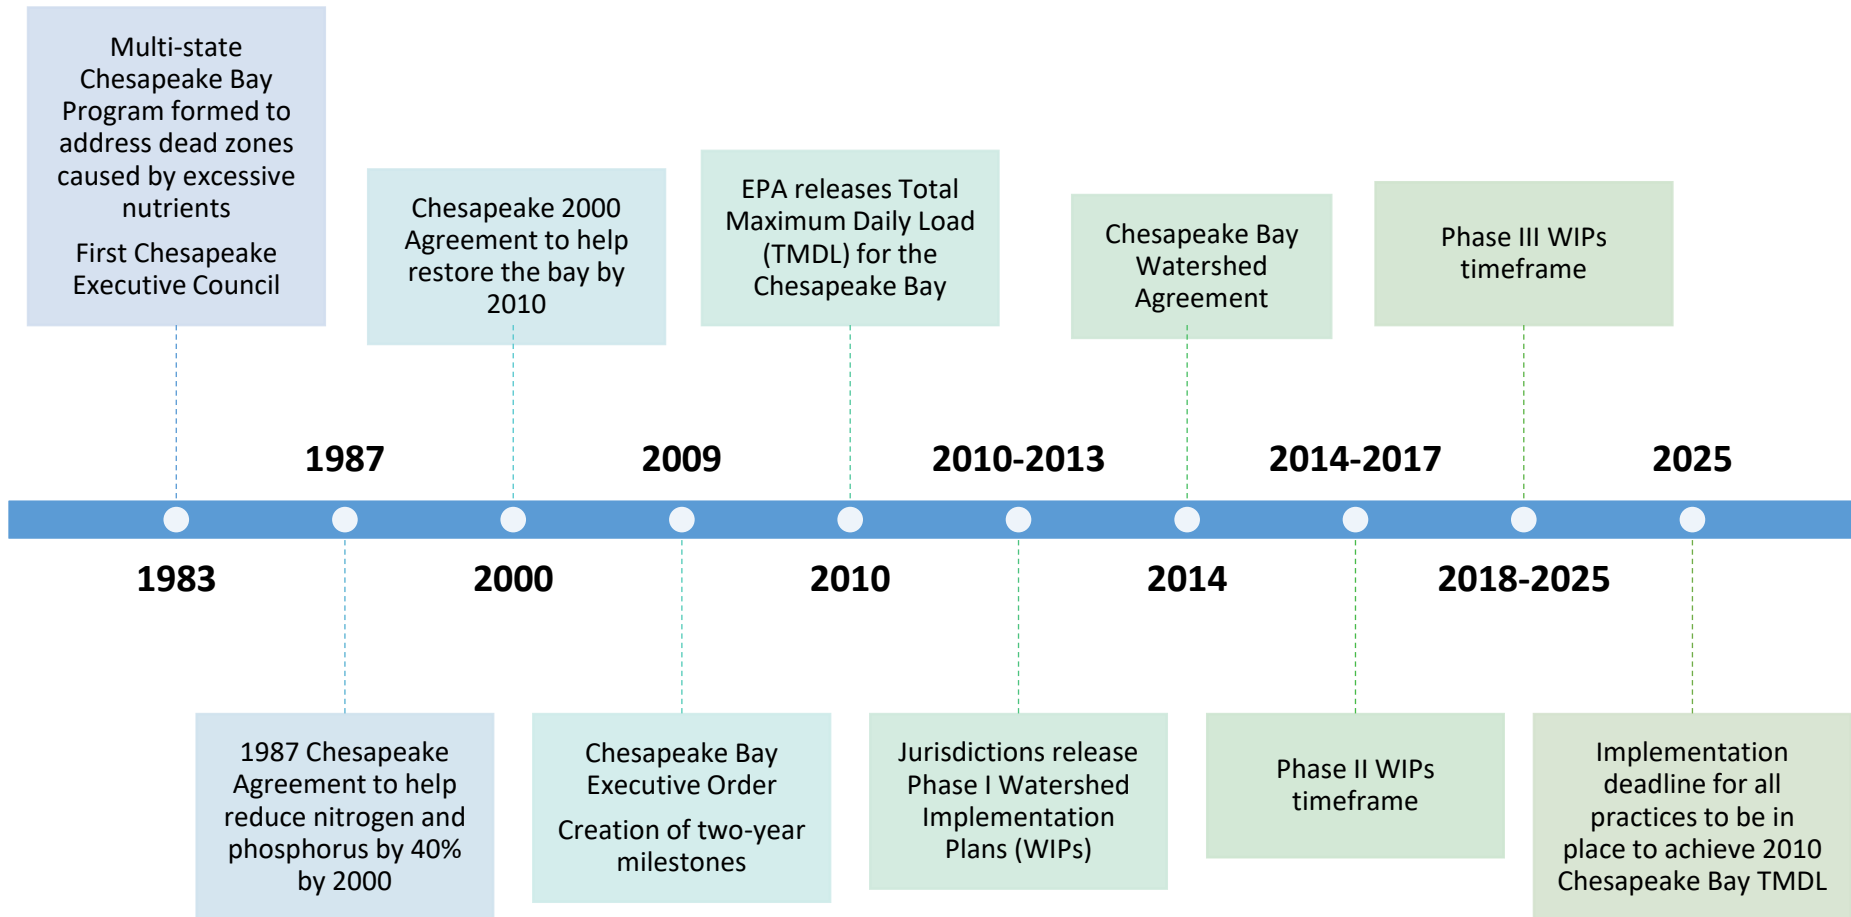 Multi-state
Chesapeake Bay
Program formed to
address dead zones
caused by excessive
nutrients
First Chesapeake
Executive Council
Chesapeake 2000
Agreement to help
restore the bay by
2010
EPA releases Total
Maximum Daily Load
(TMDL) for the
Chesapeake Bay
Chesapeake Bay
Watershed
Agreement
Phase III WIPs
timeframe
1987
2009
2010-2013
2014-2017
2025
1983
2000
2010
2014
2018-2025
1987 Chesapeake
Agreement to help
reduce nitrogen and
phosphorus by 40%
by 2000
Chesapeake Bay
Executive Order
Creation of two-year
milestones
Jurisdictions release
Phase I Watershed
Implementation
Plans (WIPs)
Phase II WIPs
timeframe
Implementation
deadline for all
practices to be in
place to achieve 2010
Chesapeake Bay TMDL